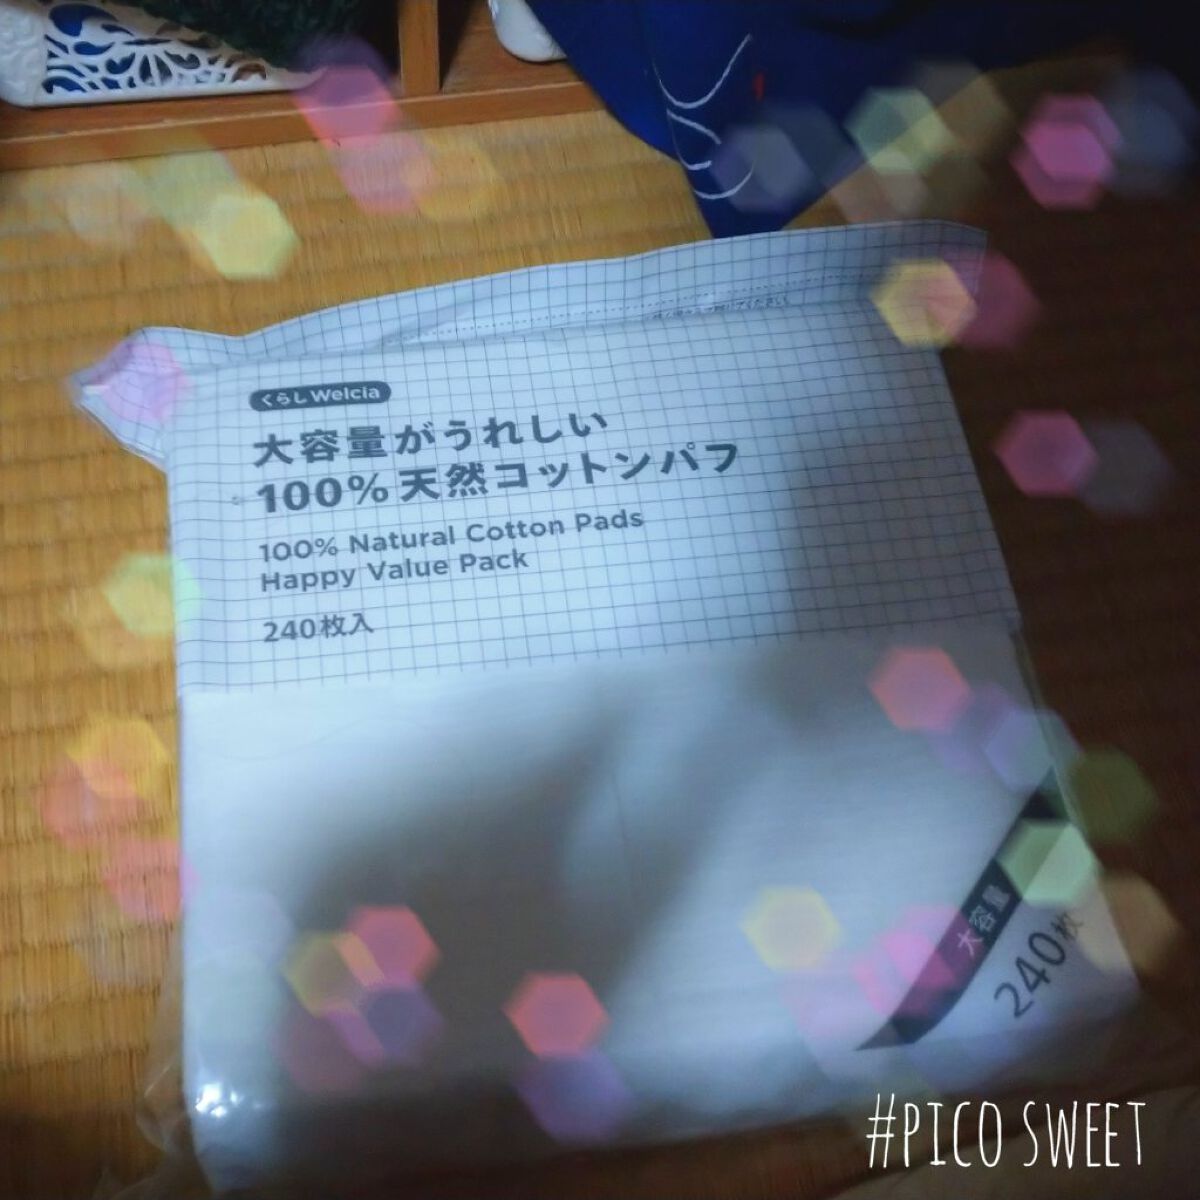 くらしWelcia
大容量がうれしい
100%天然コットンパフ
100% Natural Cotton Pads
Happy Value Pack
240枚入
大容量
240枚
#PICO SWEET